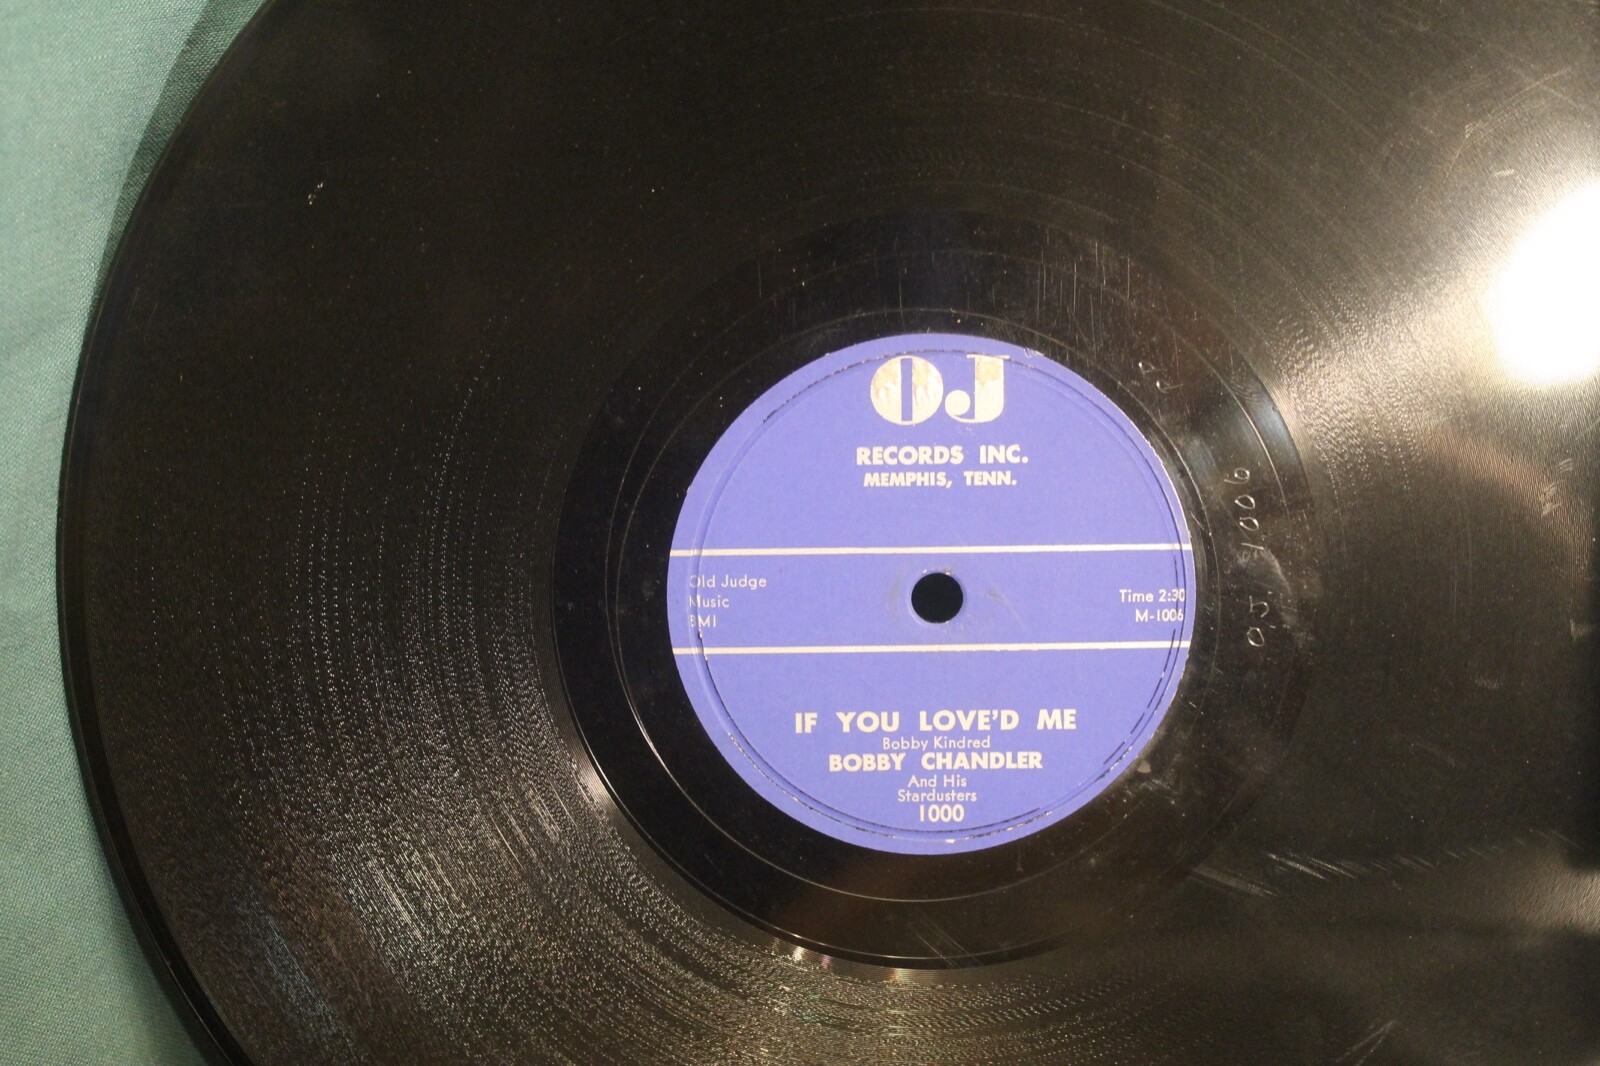 OJ
RECORDS INC.
MEMPHIS, TENN.
Old Judge
Music
BMI
Time 2:30
M-1006
IF YOU LOVE'D ME
Bobby Kindred
BOBBY CHANDLER
And His
Stardusters
1000
O.J. 1006